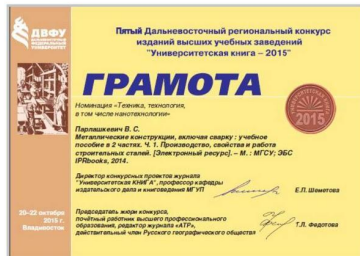 ДВФУ
ДАЛЬНЕВОСТОЧНЫЙ
ФЕДЕРАЛЬНЫЙ
УНИВЕРСИТЕТ
Пятый Дальневосточный региональный конкурс
изданий высших учебных заведений
"Университетская книга – 2015"
ГРАМОТА
Номинация «Техника, технология,
в том числе нанотехнологии»
2015
Парлашкевич В. С.
Металлические конструкции, включая сварку : учебное
пособие в 2 частях. Ч. 1. Производство, свойства и работа
строительных сталей. [Электронный ресурс]. – М. : МГСУ; ЭБС
IPRbooks, 2014.
Директор конкурсных проектов журнала
"Университетская КНИГА", профессор кафедры
издательского дела и книговедения МГУП
Е.Л. Шеметова
20–22 октября
2015 г.
Владивосток
Председатель жюри конкурса,
почётный работник высшего профессионального
образования, редактор журнала «АТР»,
действительный член Русского географического общества
Т.Л. Федотова